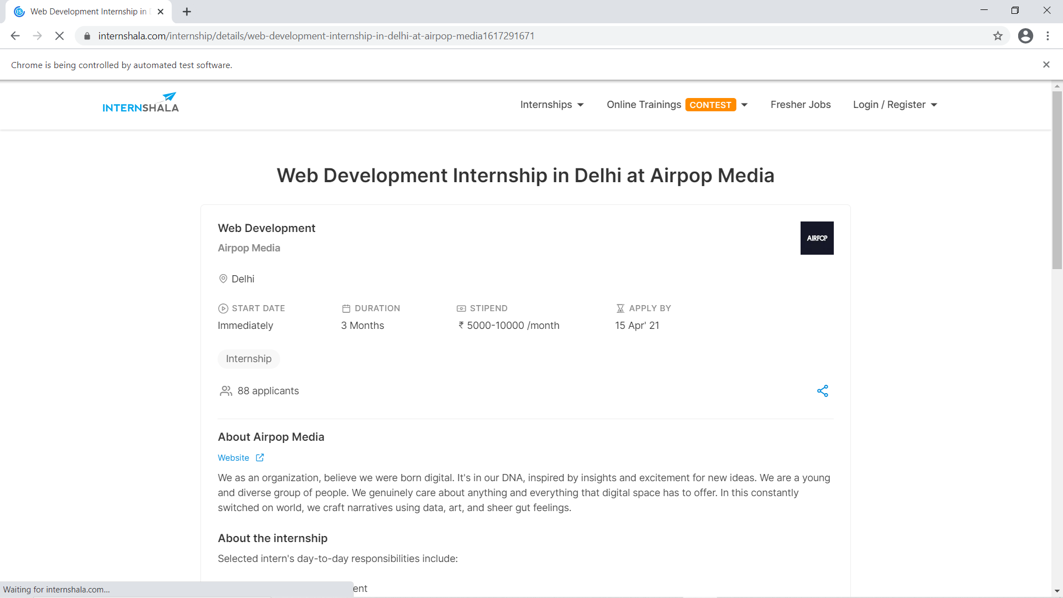 Web Development Internship in
internshala.com/internship/details/web-development-internship-in-delhi-at-airpop-media1617291671
Chrome is being controlled by automated test software.
INTERNSHALA
Internships
Online Trainings CONTEST
Fresher Jobs
Login / Register
Web Development Internship in Delhi at Airpop Media
Web Development
Airpop Media
AIRPOP
Delhi
START DATE
DURATION
STIPEND
APPLY BY
Immediately
3 Months
₹ 5000-10000 /month
15 Apr' 21
Internship
88 applicants
About Airpop Media
Website
We as an organization, believe we were born digital. It's in our DNA, inspired by insights and excitement for new ideas. We are a young
and diverse group of people. We genuinely care about anything and everything that digital space has to offer. In this constantly
switched on world, we craft narratives using data, art, and sheer gut feelings.
About the internship
Selected intern's day-to-day responsibilities include:
ent
Waiting for internshala.com...